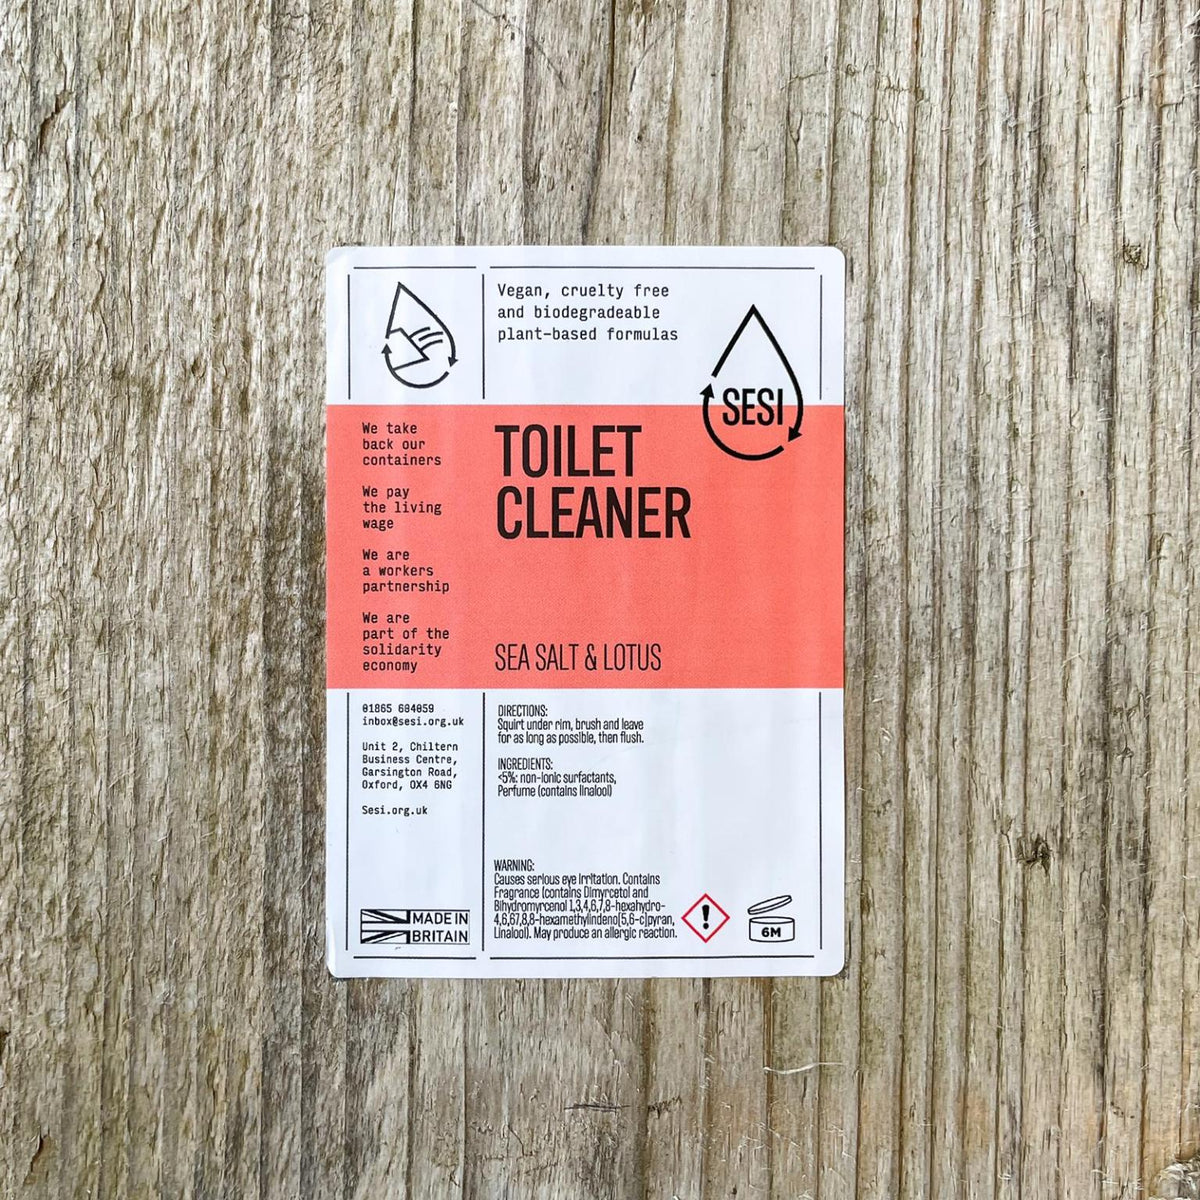 Vegan, cruelty free
and biodegradeable
plant-based formulas
SESI
TOILET
CLEANER
SEA SALT & LOTUS
We take
back our
containers
We pay
the living
wage
We are
a workers
partnership
We are
part of the
solidarity
economy
01865 604059
inbox@sesi.org.uk
Unit 2, Chiltern
Business Centre,
Garsington Road,
Oxford, OX4 6NG
Sesi.org.uk
MADE IN
BRITAIN
DIRECTIONS:
Squirt under rim, brush and leave
for as long as possible, then flush.
INGREDIENTS:
<5%: non-ionic surfactants,
Perfume (contains linalool)
WARNING:
Causes serious eye irritation. Contains
Fragrance (contains Dimyrcetol and
Bihydromyrcenol 1,3,4,6,7,8-hexahydro-
4,6,67,8,8-hexamethylindeno[5,6-c]pyran,
Linalool). May produce an allergic reaction.
6M